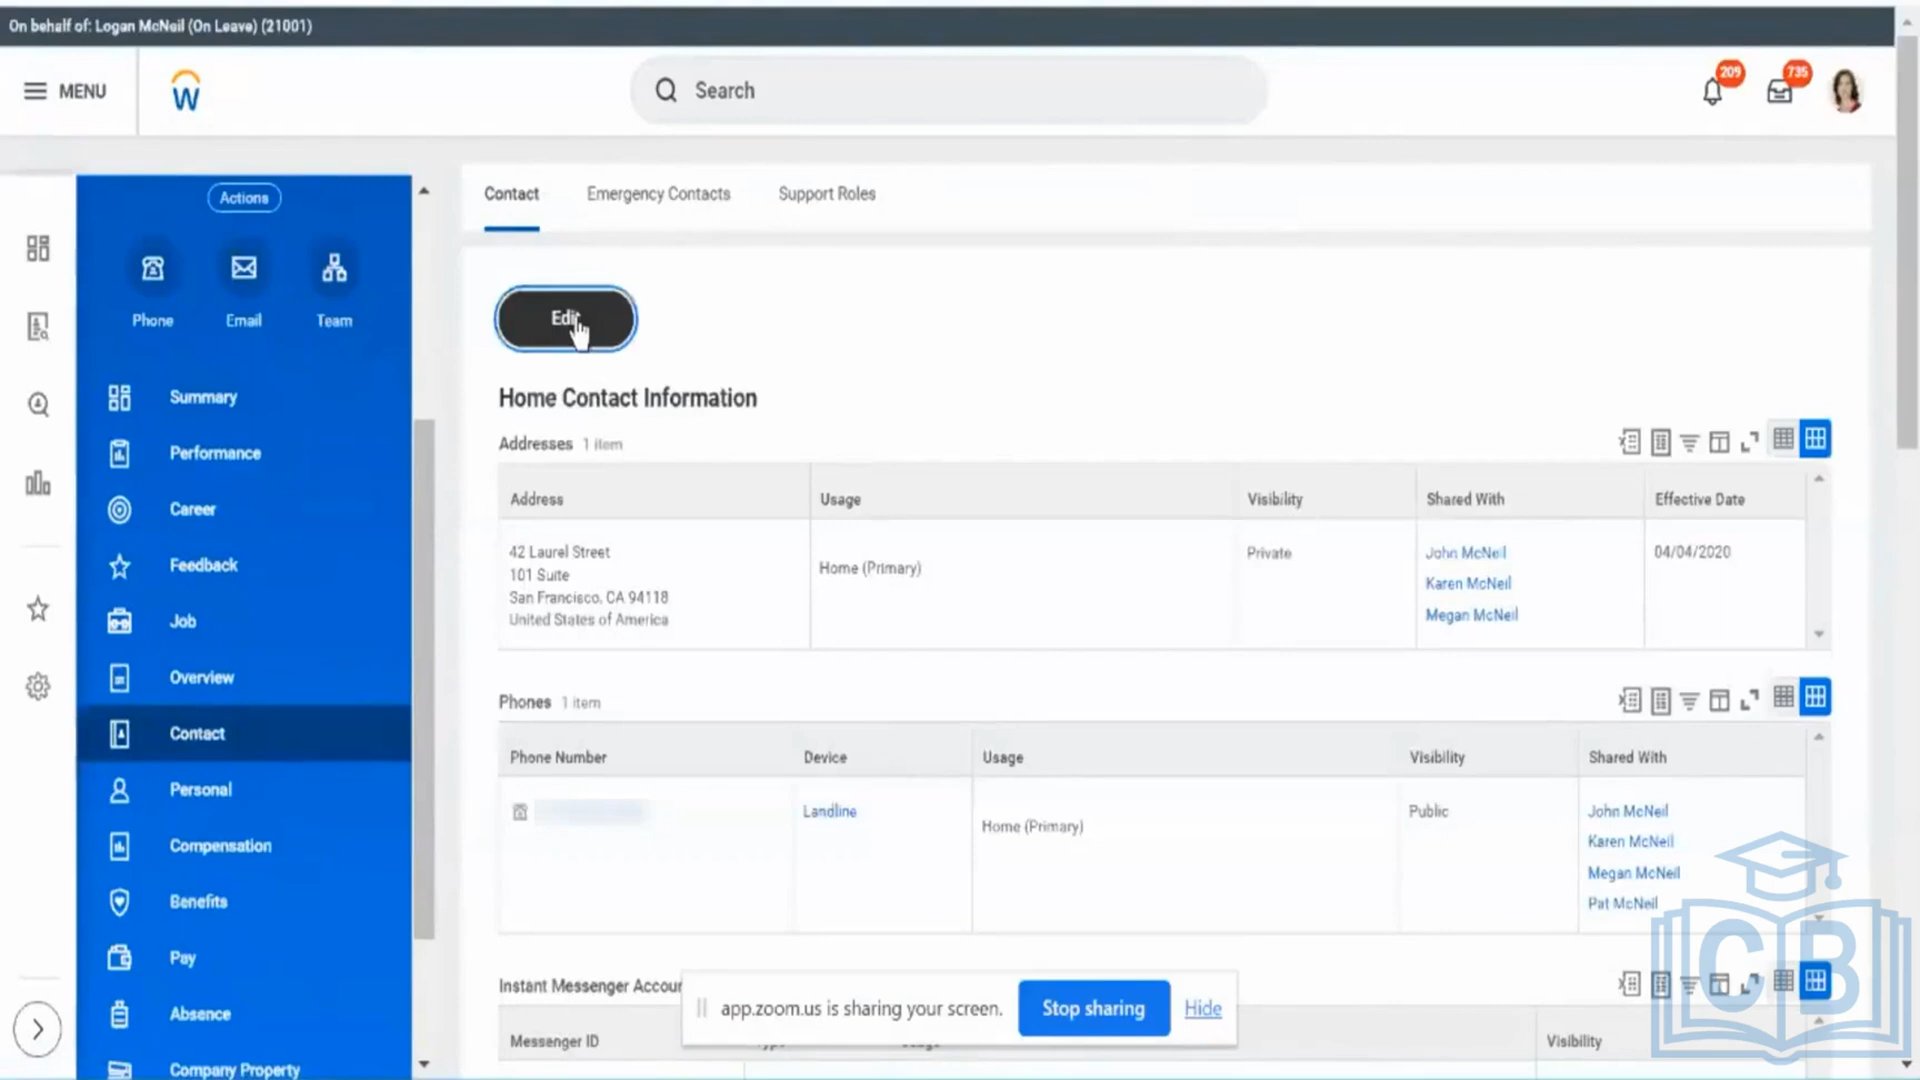 On behalf of: Logan McNeil (On Leave) (21001)
MENU
W
Search
209
735
Actions
Phone
Email
Team
Summary
Performance
Career
Feedback
Job
Overview
Contact
Personal
Compensation
Benefits
Pay
Absence
Company Property
Contact
Emergency Contacts
Support Roles
Edit
Home Contact Information
Addresses 1 item
Address
Usage
Visibility
Shared With
Effective Date
42 Laurel Street
101 Suite
San Francisco, CA 94118
United States of America
Home (Primary)
Private
John McNeil
Karen McNeil
Megan McNeil
04/04/2020
Phones 1 item
Phone Number
Device
Usage
Visibility
Shared With
Landline
Home (Primary)
Public
John McNeil
Karen McNeil
Megan McNeil
Pat McNeil
Instant Messenger
Messenger ID
Visibility
app.zoom.us is sharing your screen.
Stop sharing
Hide
CB